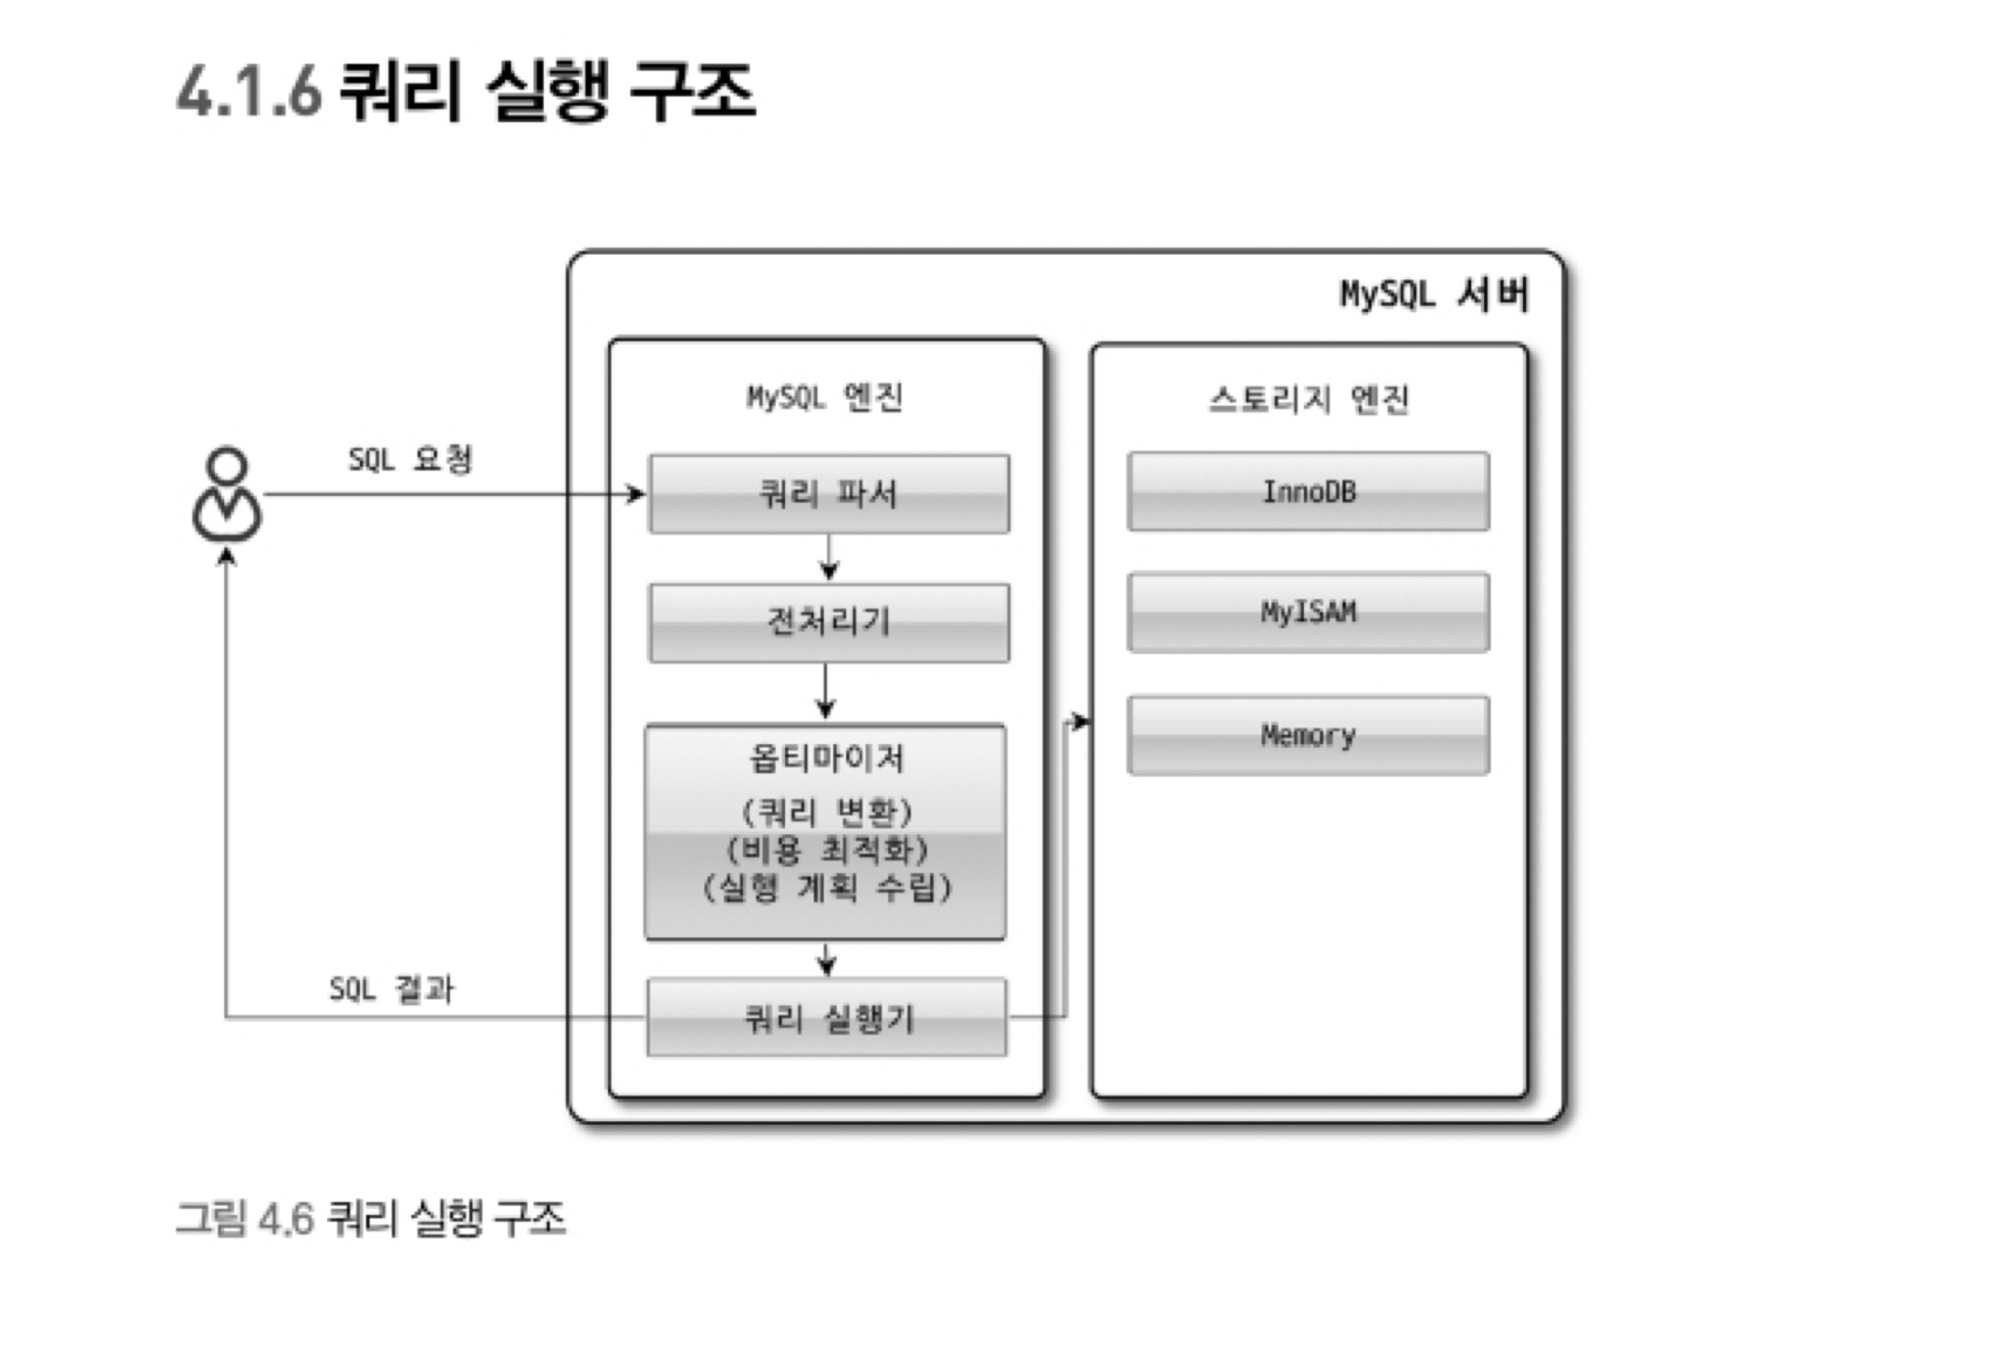 4.1.6 쿼리 실행 구조
MySQL 서버
MySQL 엔진
스토리지 엔진
SQL 요청
쿼리 파서
InnoDB
전처리기
MyISAM
옵티마이저
(쿼리 변환)
(비용 최적화)
(실행 계획 수립)
Memory
SQL 결과
쿼리 실행기
그림 4.6 쿼리 실행 구조